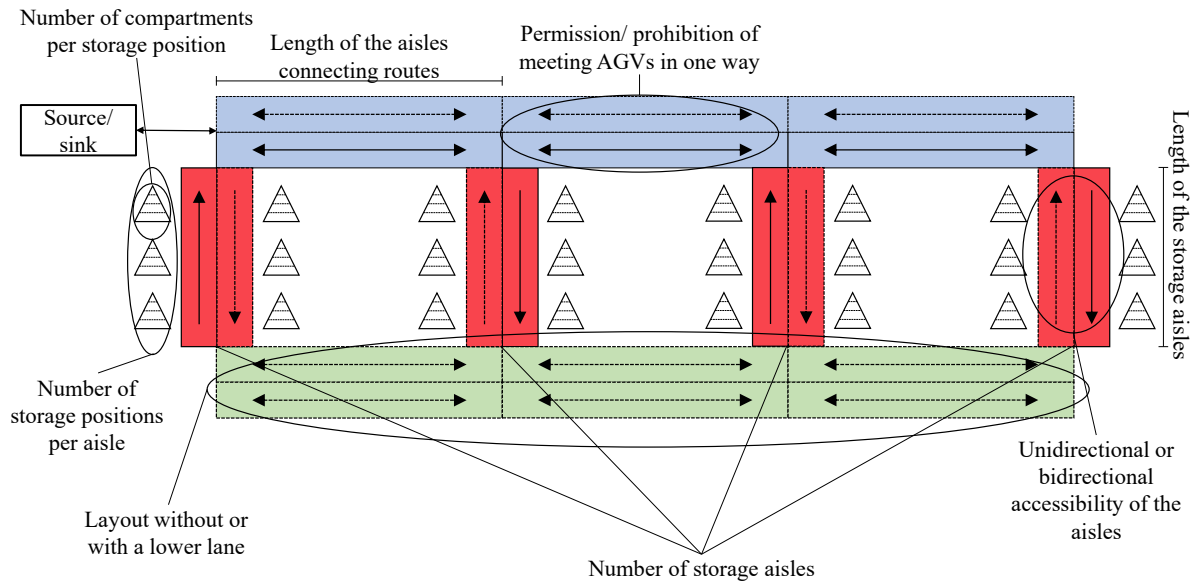 Number of compartments
per storage position
Length of the aisles
connecting routes
Permission/ prohibition of
meeting AGVs in one way
Source/
sink
Length of the storage aisles
Number of
storage positions
per aisle
Layout without or
with a lower lane
Number of storage aisles
Unidirectional or
bidirectional
accessibility of the
aisles